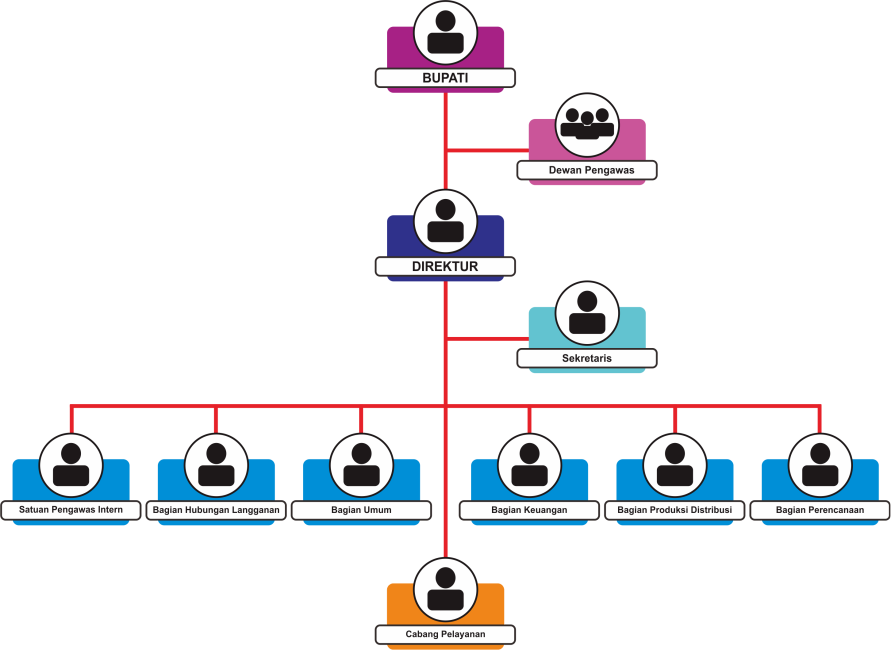 BUPATI
Dewan Pengawas
DIREKTUR
Sekretaris
Satuan Pengawas Intern
Bagian Hubungan Langganan
Bagian Umum
Bagian Keuangan
Bagian Produksi Distribusi
Bagian Perencanaan
Cabang Pelayanan